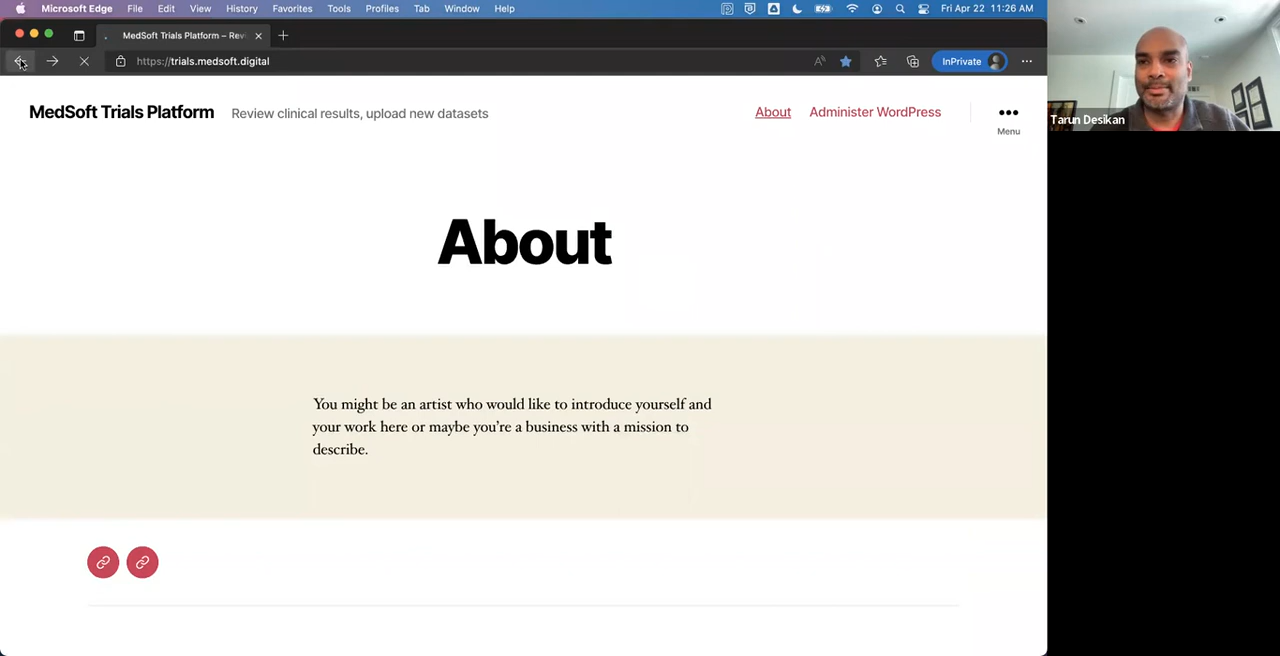 Microsoft Edge File Edit View History Favorites Tools Profiles Tab Window Help Fri Apr 22 11:26 AM
MedSoft Trials Platform – Revi
https://trials.medsoft.digital InPrivate
MedSoft Trials Platform Review clinical results, upload new datasets About Administer WordPress
Menu
Tarun Desikan
About
You might be an artist who would like to introduce yourself and
your work here or maybe you're a business with a mission to
describe.